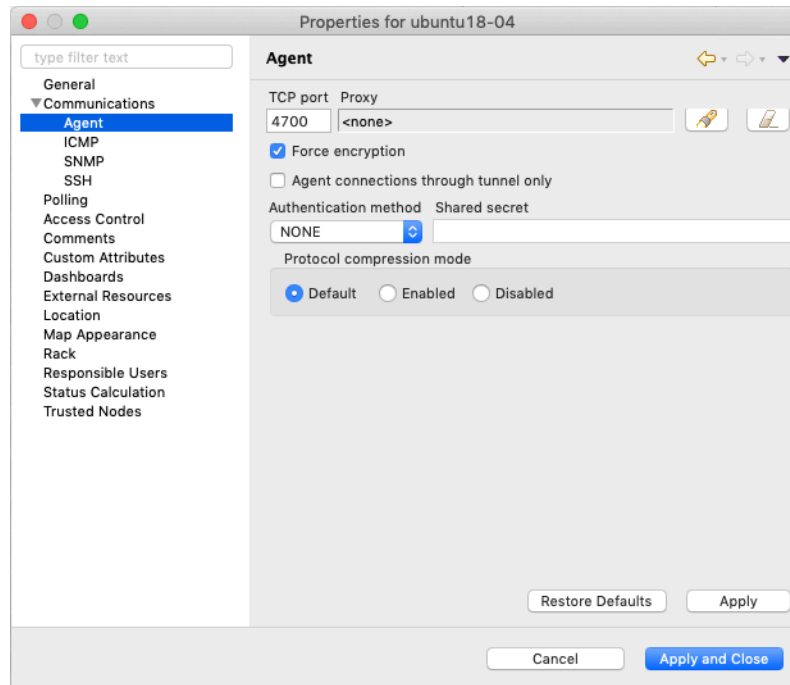 Properties for ubuntu18-04
type filter text
General
Communications
Agent
ICMP
SNMP
SSH
Polling
Access Control
Comments
Custom Attributes
Dashboards
External Resources
Location
Map Appearance
Rack
Responsible Users
Status Calculation
Trusted Nodes
Agent
TCP port Proxy
4700 <none>
Force encryption
Agent connections through tunnel only
Authentication method Shared secret
NONE
Protocol compression mode
Default Enabled Disabled
Restore Defaults Apply
Cancel Apply and Close